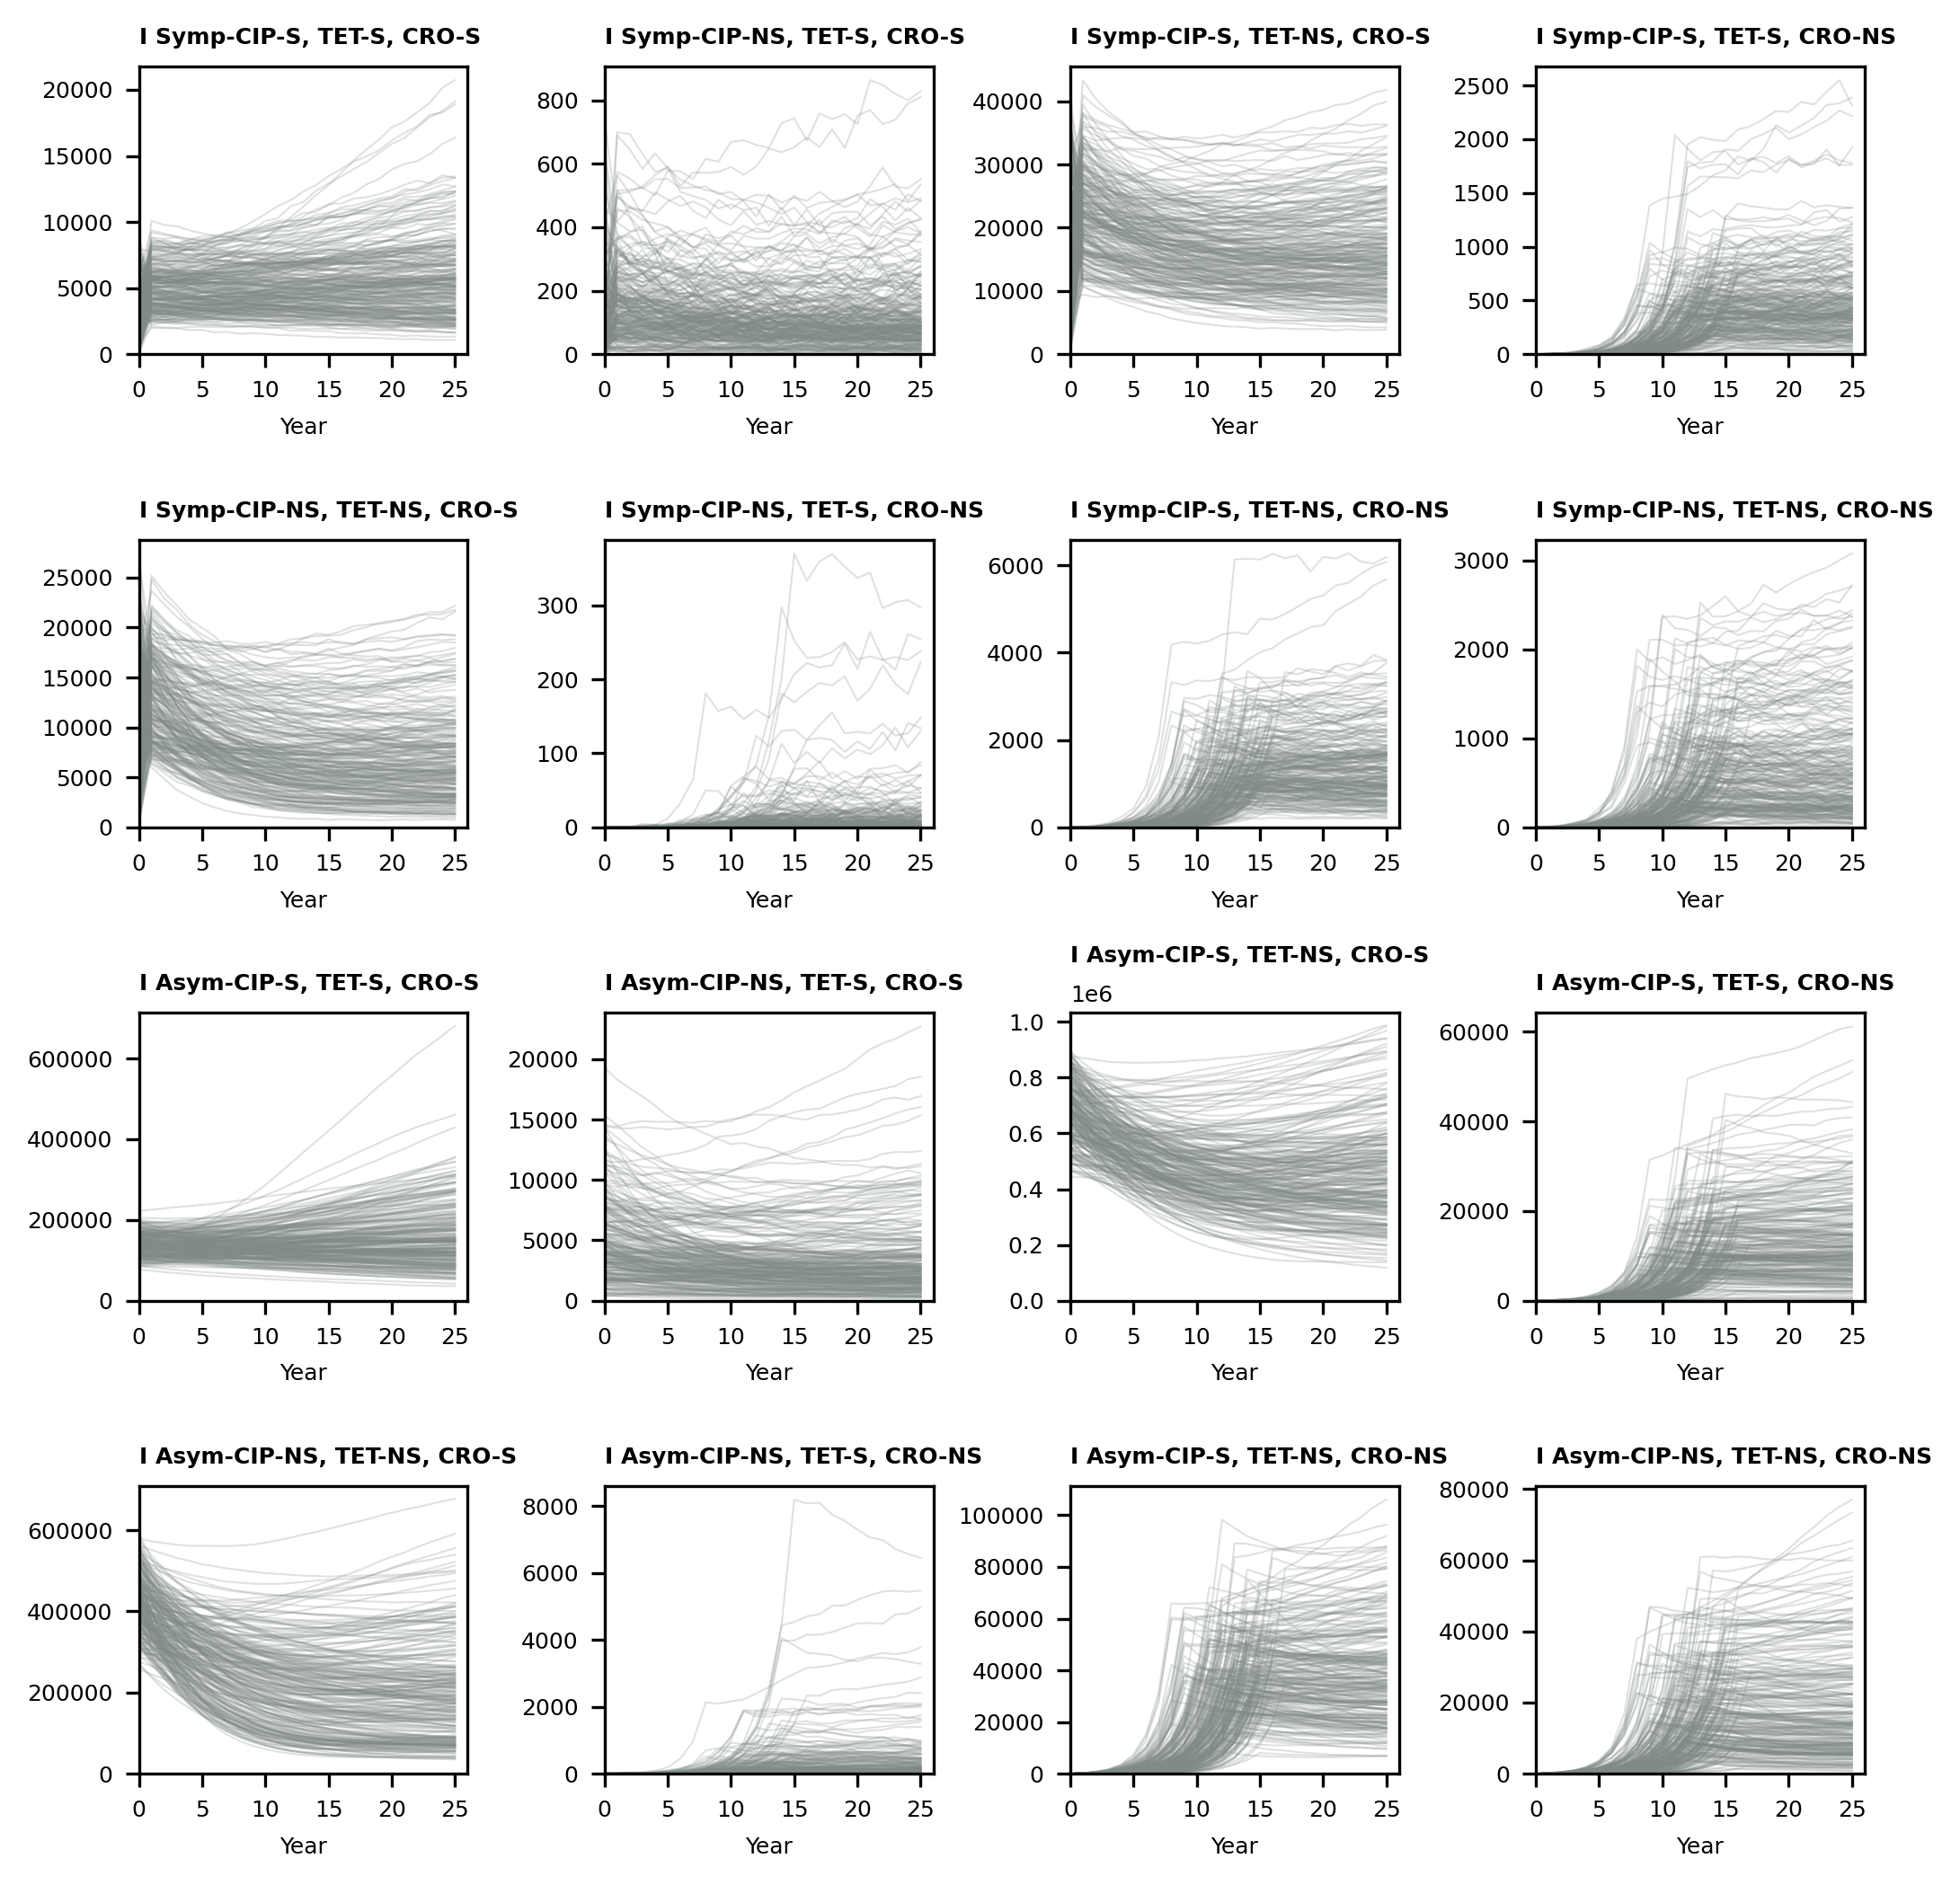 I Symp-CIP-S, TET-S, CRO-S
20000
15000
10000
5000
0
0 5 10 15 20 25
Year
I Symp-CIP-NS, TET-S, CRO-S
800
600
400
200
0
0 5 10 15 20 25
Year
I Symp-CIP-S, TET-NS, CRO-S
40000
30000
20000
10000
0
0 5 10 15 20 25
Year
I Symp-CIP-S, TET-S, CRO-NS
2500
2000
1500
1000
500
0
0 5 10 15 20 25
Year
I Symp-CIP-NS, TET-NS, CRO-S
25000
20000
15000
10000
5000
0
0 5 10 15 20 25
Year
I Symp-CIP-NS, TET-S, CRO-NS
300
200
100
0
0 5 10 15 20 25
Year
I Symp-CIP-S, TET-NS, CRO-NS
6000
4000
2000
0
0 5 10 15 20 25
Year
I Symp-CIP-NS, TET-NS, CRO-NS
3000
2000
1000
0
0 5 10 15 20 25
Year
I Asym-CIP-S, TET-S, CRO-S
600000
400000
200000
0
0 5 10 15 20 25
Year
I Asym-CIP-NS, TET-S, CRO-S
20000
15000
10000
5000
0
0 5 10 15 20 25
Year
I Asym-CIP-S, TET-NS, CRO-S
1e6
1.0
0.8
0.6
0.4
0.2
0.0
0 5 10 15 20 25
Year
I Asym-CIP-S, TET-S, CRO-NS
60000
40000
20000
0
0 5 10 15 20 25
Year
I Asym-CIP-NS, TET-NS, CRO-S
600000
400000
200000
0
0 5 10 15 20 25
Year
I Asym-CIP-NS, TET-S, CRO-NS
8000
6000
4000
2000
0
0 5 10 15 20 25
Year
I Asym-CIP-S, TET-NS, CRO-NS
100000
80000
60000
40000
20000
0
0 5 10 15 20 25
Year
I Asym-CIP-NS, TET-NS, CRO-NS
80000
60000
40000
20000
0
0 5 10 15 20 25
Year